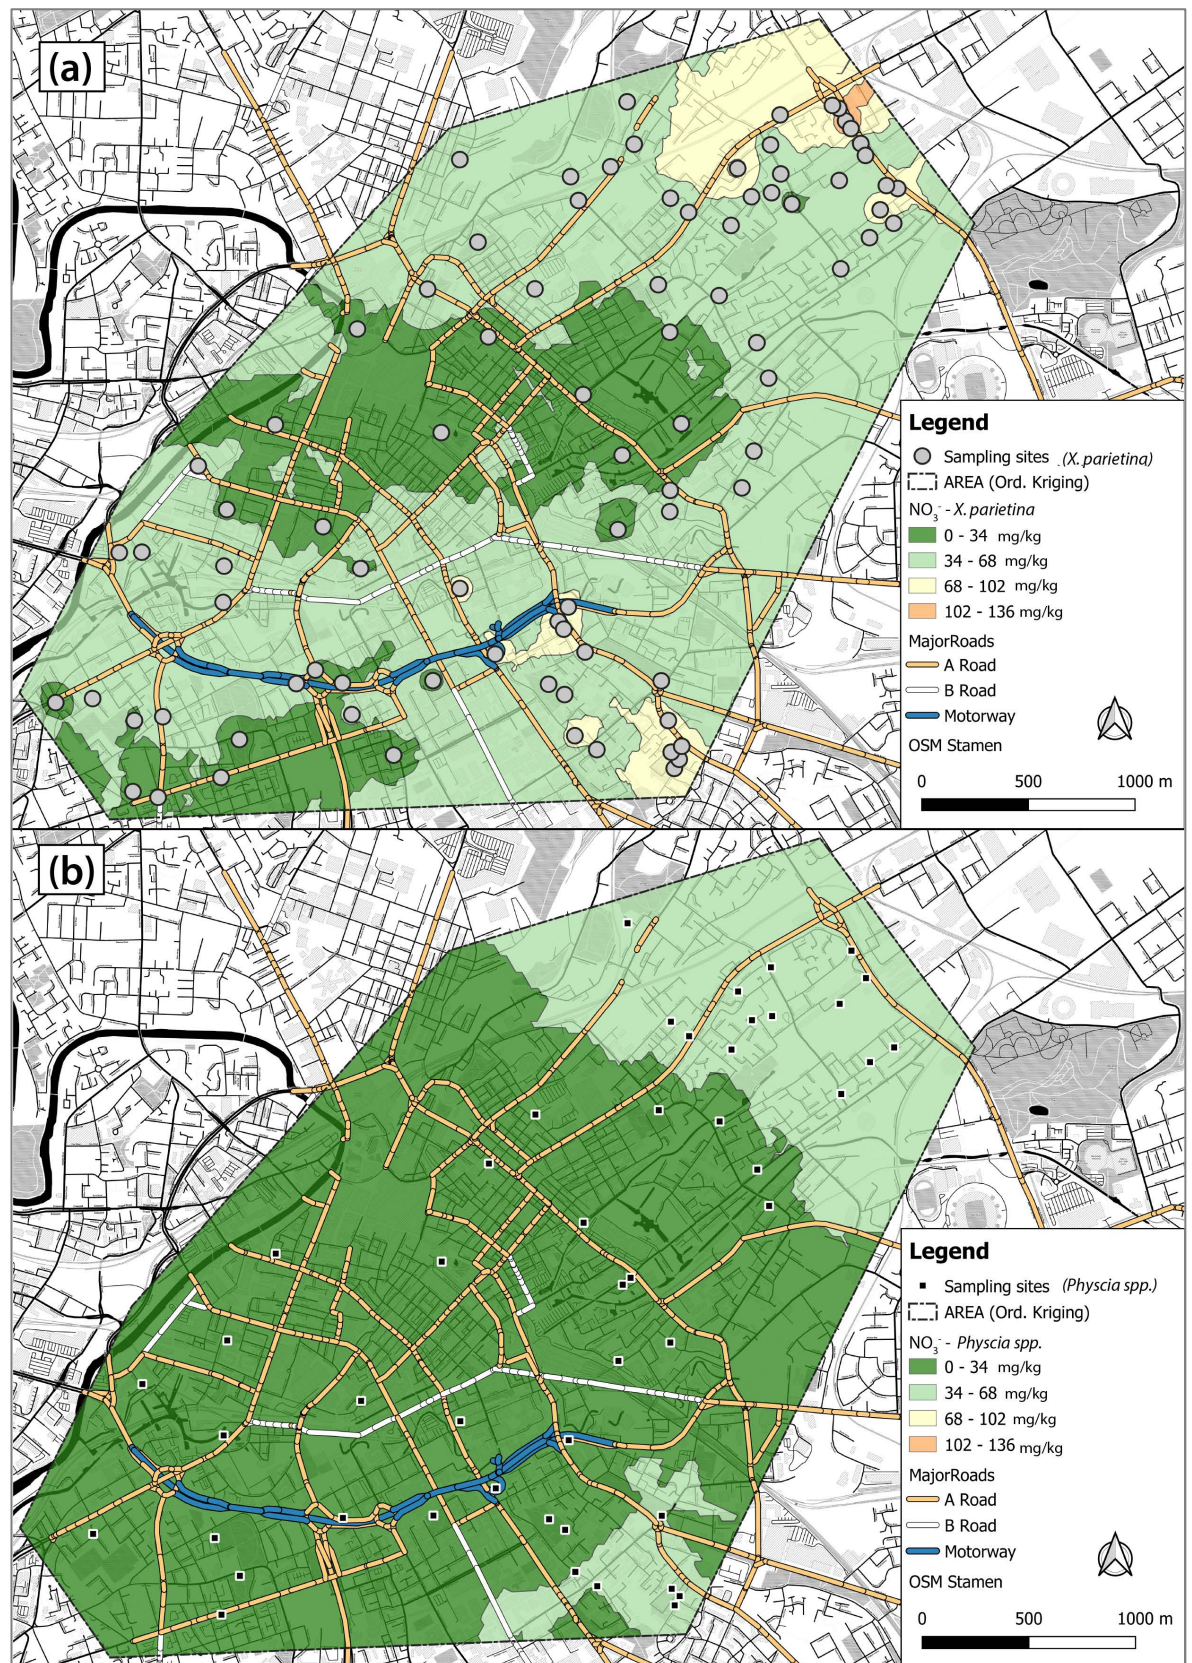 (a)
Legend
Sampling sites (X. parietina)
AREA (Ord. Kriging)
NO3- - X. parietina
0 - 34 mg/kg
34 - 68 mg/kg
68 - 102 mg/kg
102 - 136 mg/kg
MajorRoads
A Road
B Road
Motorway
OSM Stamen
0 500 1000 m
(b)
Legend
Sampling sites (Physcia spp.)
AREA (Ord. Kriging)
NO3- - Physcia spp.
0 - 34 mg/kg
34 - 68 mg/kg
68 - 102 mg/kg
102 - 136 mg/kg
MajorRoads
A Road
B Road
Motorway
OSM Stamen
0 500 1000 m